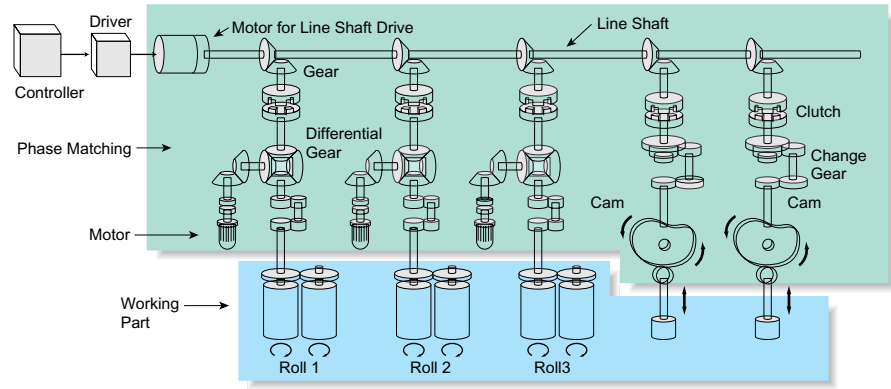 Driver
Motor for Line Shaft Drive
Line Shaft
Controller
Gear
Clutch
Phase Matching
Differential
Gear
Change
Gear
Cam
Cam
Motor
Working
Part
Roll 1
Roll 2
Roll3